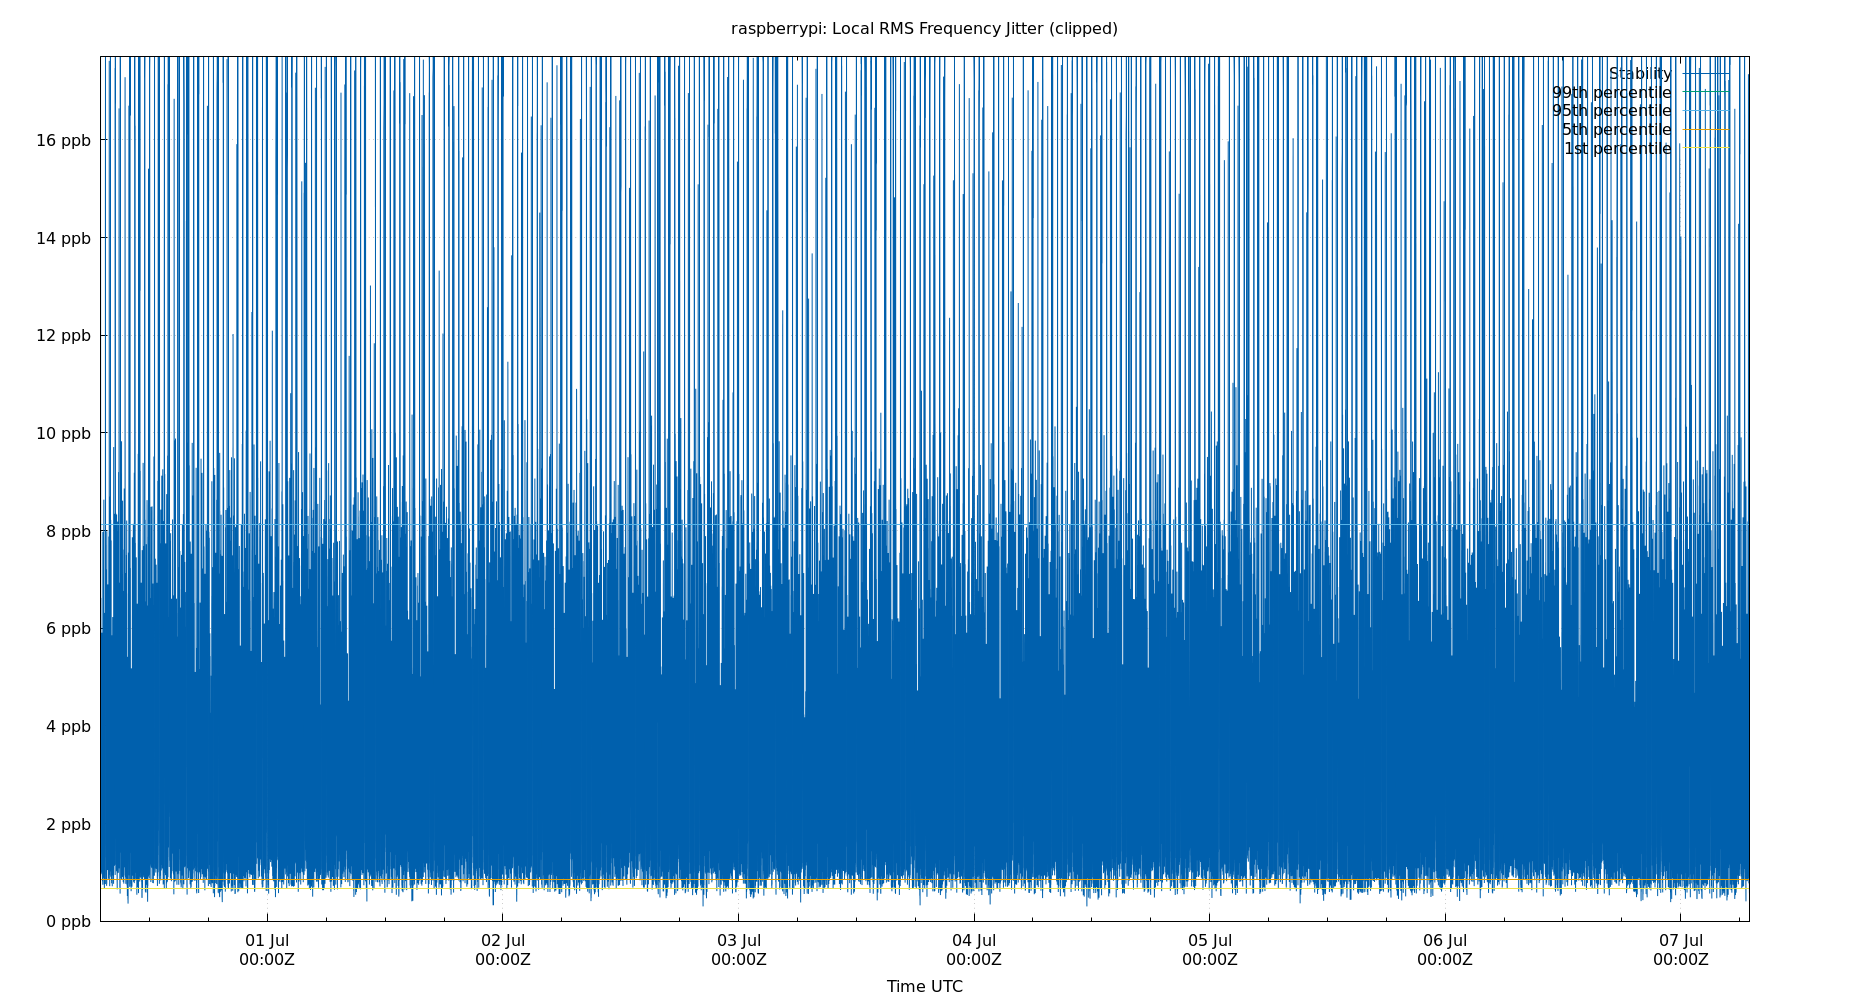 raspberrypi: Local RMS Frequency Jitter (clipped)
Stability
99th percentile
95th percentile
5th percentile
1st percentile
16 ppb
14 ppb
12 ppb
10 ppb
8 ppb
6 ppb
4 ppb
2 ppb
0 ppb
01 Jul 02 Jul 03 Jul 04 Jul 05 Jul 06 Jul 07 Jul
00:00Z 00:00Z 00:00Z 00:00Z 00:00Z 00:00Z 00:00Z
Time UTC